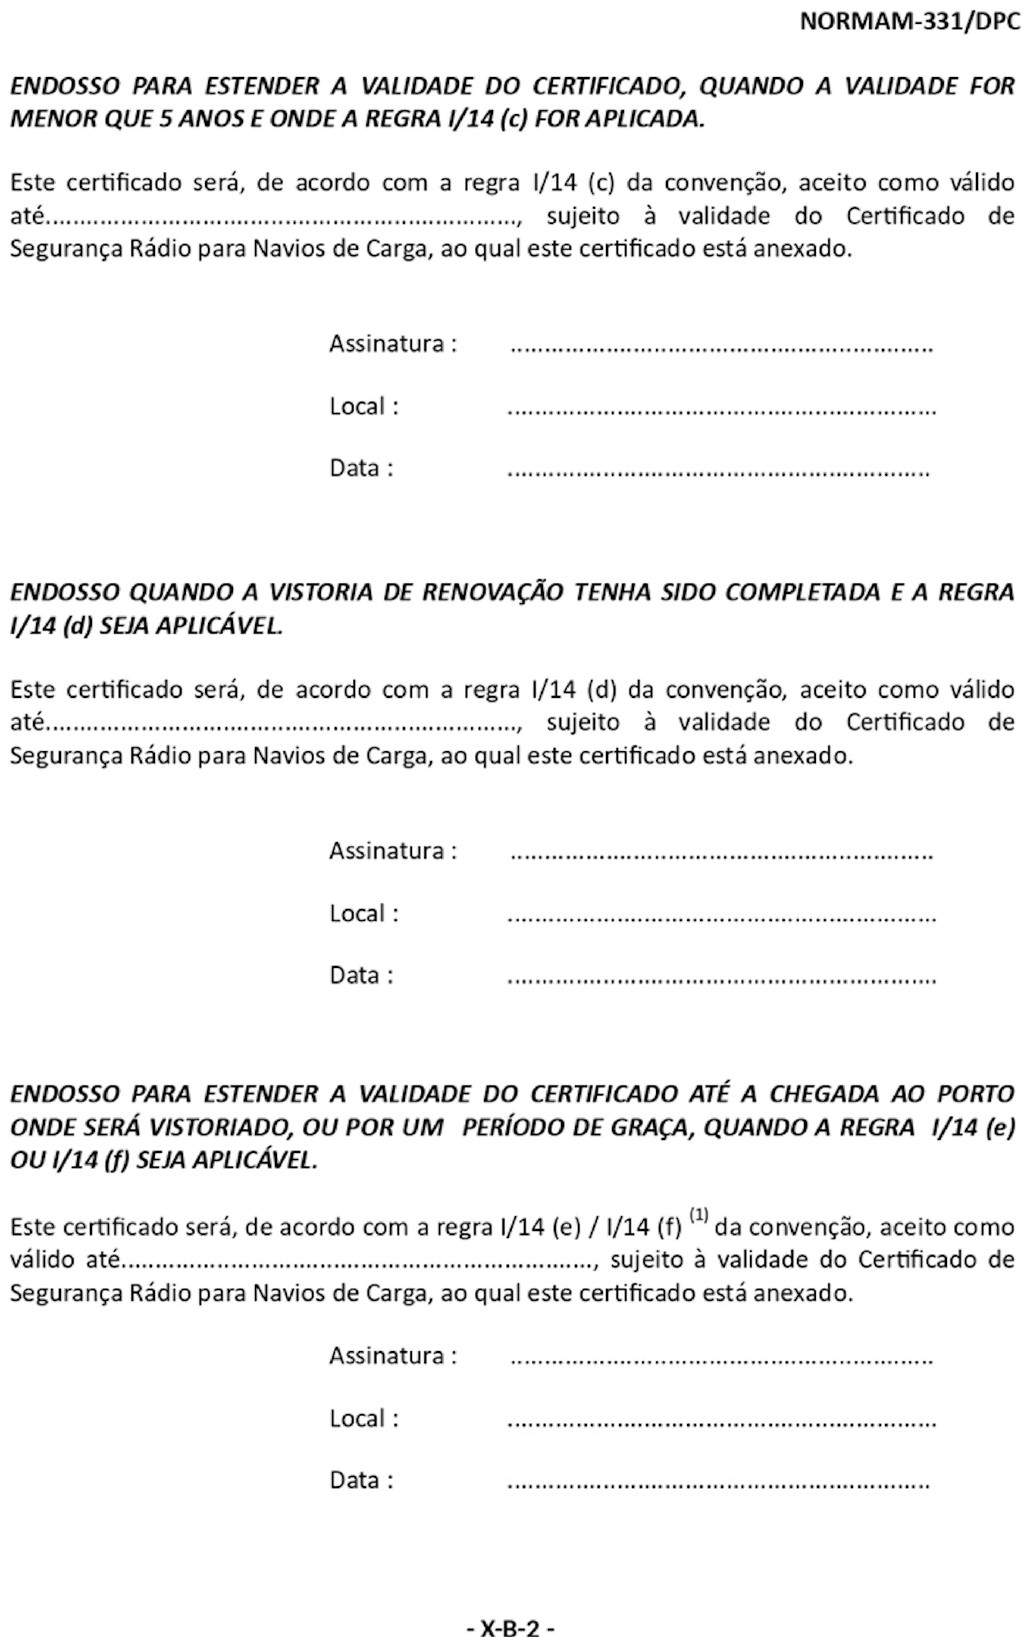 NORMAM-331/DPC
ENDOSSO PARA ESTENDER A VALIDADE DO CERTIFICADO, QUANDO A VALIDADE FOR
MENOR QUE 5 ANOS E ONDE A REGRA I/14 (c) FOR APLICADA.
Este certificado será, de acordo com a regra I/14 (c) da convenção, aceito como válido
até...................................................................., sujeito à validade do Certificado de
Segurança Rádio para Navios de Carga, ao qual este certificado está anexado.
Assinatura : ..............................................................
Local : ...............................................................
Data : ..............................................................
ENDOSSO QUANDO A VISTORIA DE RENOVAÇÃO TENHA SIDO COMPLETADA E A REGRA
I/14 (d) SEJA APLICÁVEL.
Este certificado será, de acordo com a regra I/14 (d) da convenção, aceito como válido
até...................................................................., sujeito à validade do Certificado de
Segurança Rádio para Navios de Carga, ao qual este certificado está anexado.
Assinatura : ..............................................................
Local : ...............................................................
Data : ...............................................................
ENDOSSO PARA ESTENDER A VALIDADE DO CERTIFICADO ATÉ A CHEGADA AO PORTO
ONDE SERÁ VISTORIADO, OU POR UM PERÍODO DE GRAÇA, QUANDO A REGRA I/14 (e)
OU I/14 (f) SEJA APLICÁVEL.
Este certificado será, de acordo com a regra I/14 (e) / I/14 (f) (1) da convenção, aceito como
válido até...................................................................., sujeito à validade do Certificado de
Segurança Rádio para Navios de Carga, ao qual este certificado está anexado.
Assinatura : ..............................................................
Local : ...............................................................
Data : ..............................................................
- X-B-2 -